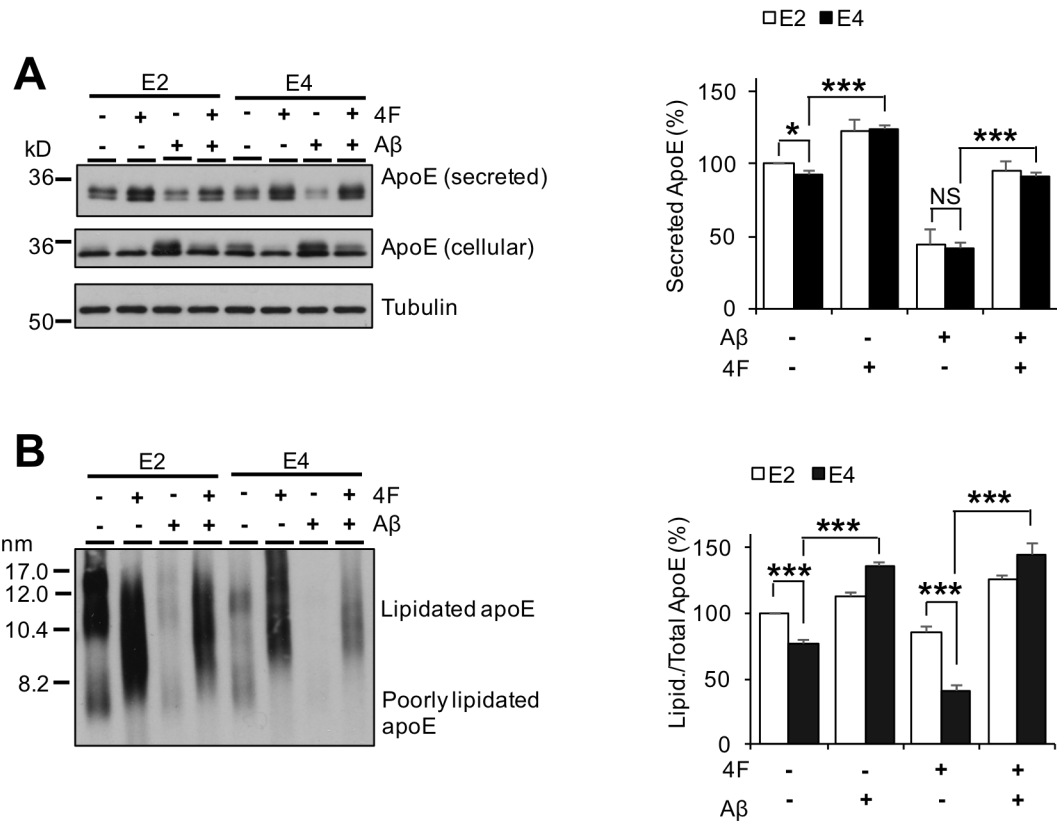 A
E2 E4
- + - + - + - + 4F
- - + + - - + + Aβ
kD
36
ApoE (secreted)
36
ApoE (cellular)
Tubulin
50
E2 E4
150
***
*
***
100
NS
50
0
Secreted ApoE (%)
Aβ - - + +
4F - + - +
B
E2 E4
- + - + - + - + 4F
- - + + - - + + Aβ
nm
17.0
12.0
10.4
8.2
Lipidated apoE
Poorly lipidated
apoE
E2 E4
***
150
***
***
***
100
50
0
Lipid./Total ApoE (%)
4F - - + +
Aβ - + - +